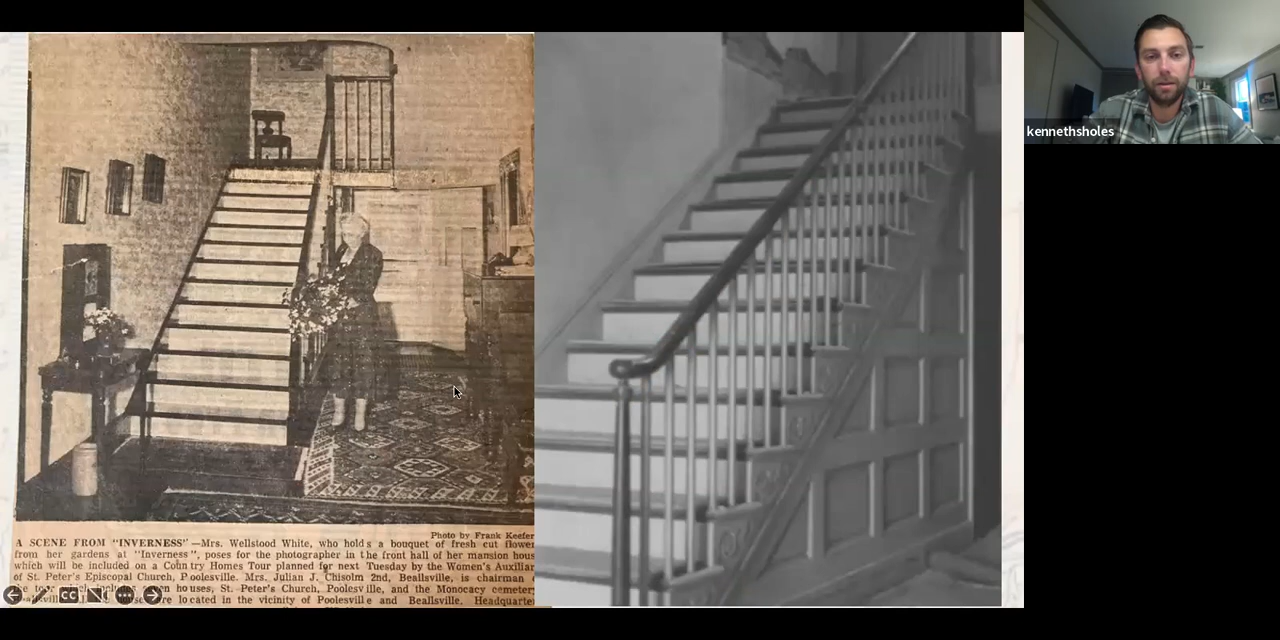 kennethsholes
Photo by Frank Keefer
A SCENE FROM "INVERNESS"—Mrs. Wellstood White, who holds a bouquet of fresh cut flower
from her gardens at "Inverness", poses for the photographer in the front hall of her mansion hous
which will be included on a Country Homes Tour planned for next Tuesday by the Women's Auxiliar
of St. Peter's Episcopal Church, Poolesville. Mrs. Julian J. Chisolm 2nd, Beallsville, is chairman
houses, St. Peter's Church, Poolesville, and the Monocacy cemeter
located in the vicinity of Poolesville and Beallsville. Headquarte
CC